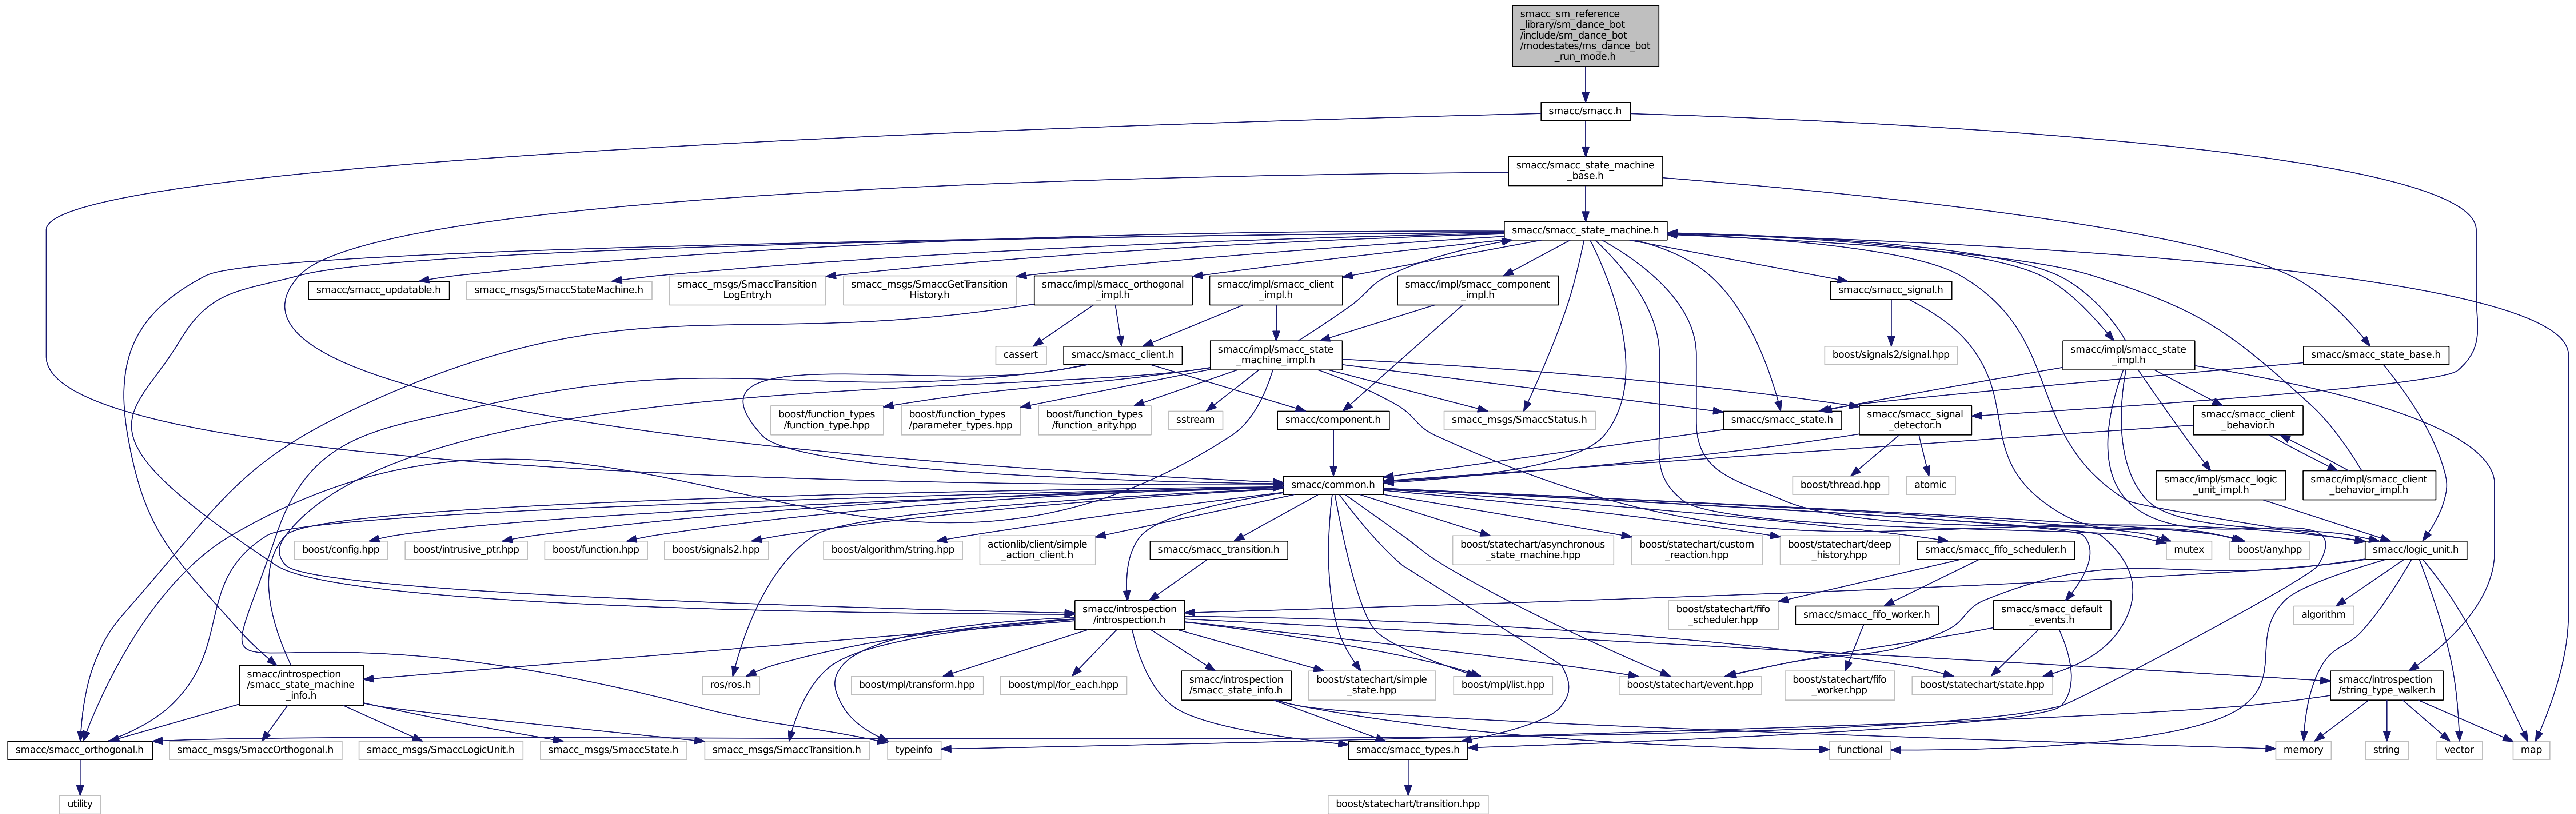 smacc_sm_reference
_library/sm_dance_bot
/include/sm_dance_bot
/modestates/ms_dance_bot
_run_mode.h
smacc/smacc.h
smacc/smacc_state_machine
_base.h
smacc/smacc_state_machine.h
smacc/smacc_updatable.h
smacc_msgs/SmaccStateMachine.h
smacc_msgs/SmaccTransition
LogEntry.h
smacc_msgs/SmaccGetTransition
History.h
smacc/impl/smacc_orthogonal
_impl.h
smacc/impl/smacc_client
_impl.h
smacc/impl/smacc_component
_impl.h
smacc/smacc_signal.h
cassert
smacc/smacc_client.h
smacc/impl/smacc_state
_machine_impl.h
boost/signals2/signal.hpp
smacc/impl/smacc_state
_impl.h
smacc/smacc_state_base.h
boost/function_types
/function_type.hpp
boost/function_types
/parameter_types.hpp
boost/function_types
/function_arity.hpp
sstream
smacc/component.h
smacc_msgs/SmaccStatus.h
smacc/smacc_state.h
smacc/smacc_signal
_detector.h
smacc/smacc_client
_behavior.h
smacc/common.h
boost/thread.hpp
atomic
smacc/impl/smacc_logic
_unit_impl.h
smacc/impl/smacc_client
_behavior_impl.h
boost/config.hpp
boost/intrusive_ptr.hpp
boost/function.hpp
boost/signals2.hpp
boost/algorithm/string.hpp
actionlib/client/simple
_action_client.h
smacc/smacc_transition.h
boost/statechart/asynchronous
_state_machine.hpp
boost/statechart/custom
_reaction.hpp
boost/statechart/deep
_history.hpp
smacc/smacc_fifo_scheduler.h
mutex
boost/any.hpp
smacc/logic_unit.h
smacc/introspection
/introspection.h
boost/statechart/fifo
_scheduler.hpp
smacc/smacc_fifo_worker.h
smacc/smacc_default
_events.h
algorithm
smacc/introspection
/smacc_state_machine
_info.h
ros/ros.h
boost/mpl/transform.hpp
boost/mpl/for_each.hpp
smacc/introspection
/smacc_state_info.h
boost/statechart/simple
_state.hpp
boost/mpl/list.hpp
boost/statechart/event.hpp
boost/statechart/fifo
_worker.hpp
boost/statechart/state.hpp
smacc/introspection
/string_type_walker.h
smacc/smacc_orthogonal.h
smacc_msgs/SmaccOrthogonal.h
smacc_msgs/SmaccLogicUnit.h
smacc_msgs/SmaccState.h
smacc_msgs/SmaccTransition.h
typeinfo
smacc/smacc_types.h
functional
memory
string
vector
map
utility
boost/statechart/transition.hpp